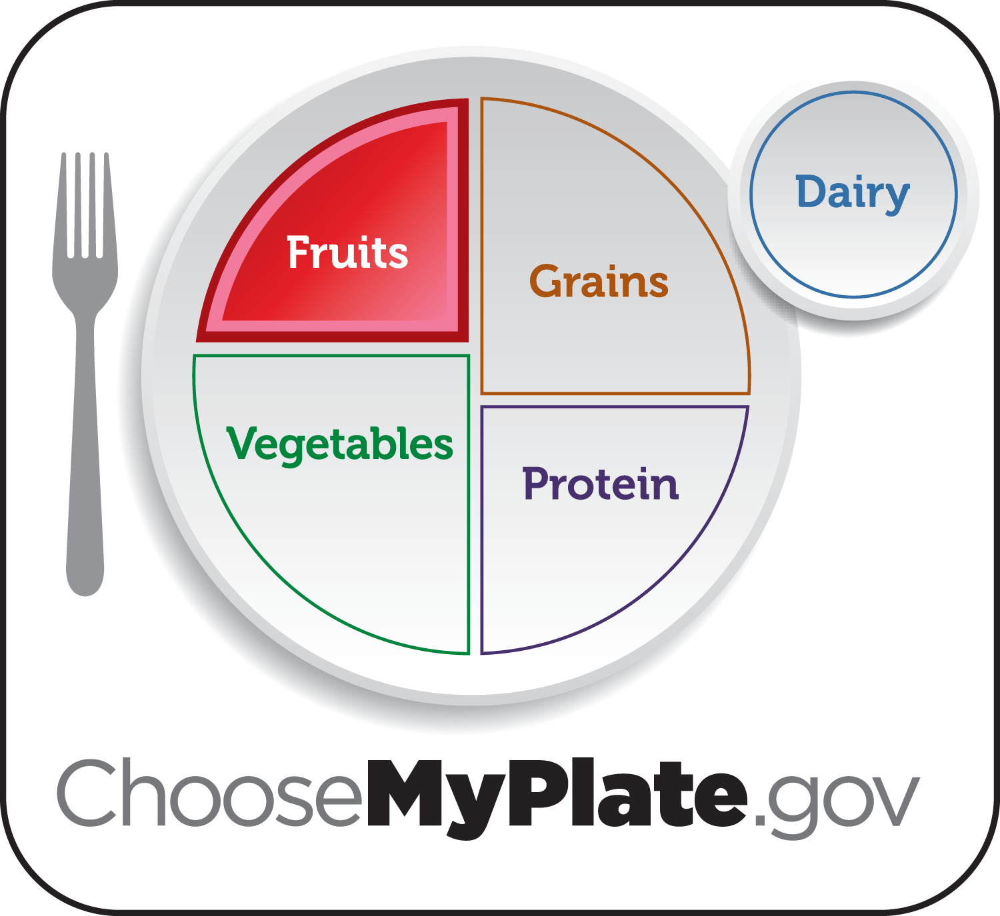 Fruits
Grains
Dairy
Vegetables
Protein
ChooseMyPlate.gov